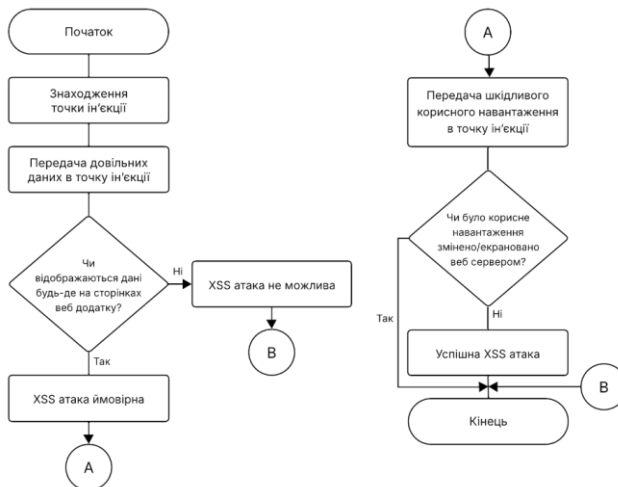 Початок
Знаходження
точки ін’єкції
Передача довільних
даних в точку ін’єкції
Чи
відображаються дані
будь-де на сторінках
веб додатку?
Ні
XSS атака не можлива
B
Так
XSS атака ймовірна
A
A
Передача шкідливого
корисного навантаження
в точку ін’єкції
Чи було корисне
навантаження
змінено/екрановано
веб сервером?
Так
Ні
Успішна XSS атака
B
Кінець